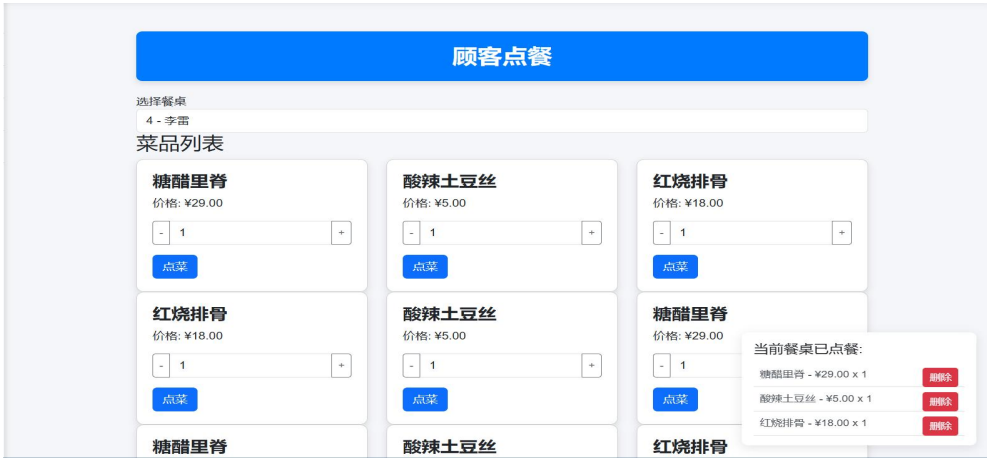 顾客点餐
选择餐桌
4 - 李雷
菜品列表
糖醋里脊
价格: ¥29.00
- 1 +
点菜
酸辣土豆丝
价格: ¥5.00
- 1 +
点菜
红烧排骨
价格: ¥18.00
- 1 +
点菜
红烧排骨
价格: ¥18.00
- 1 +
点菜
酸辣土豆丝
价格: ¥5.00
- 1 +
点菜
糖醋里脊
价格: ¥29.00
- 1
点菜
当前餐桌已点餐:
糖醋里脊 - ¥29.00 x 1 删除
酸辣土豆丝 - ¥5.00 x 1 删除
红烧排骨 - ¥18.00 x 1 删除
糖醋里脊
酸辣土豆丝
红烧排骨